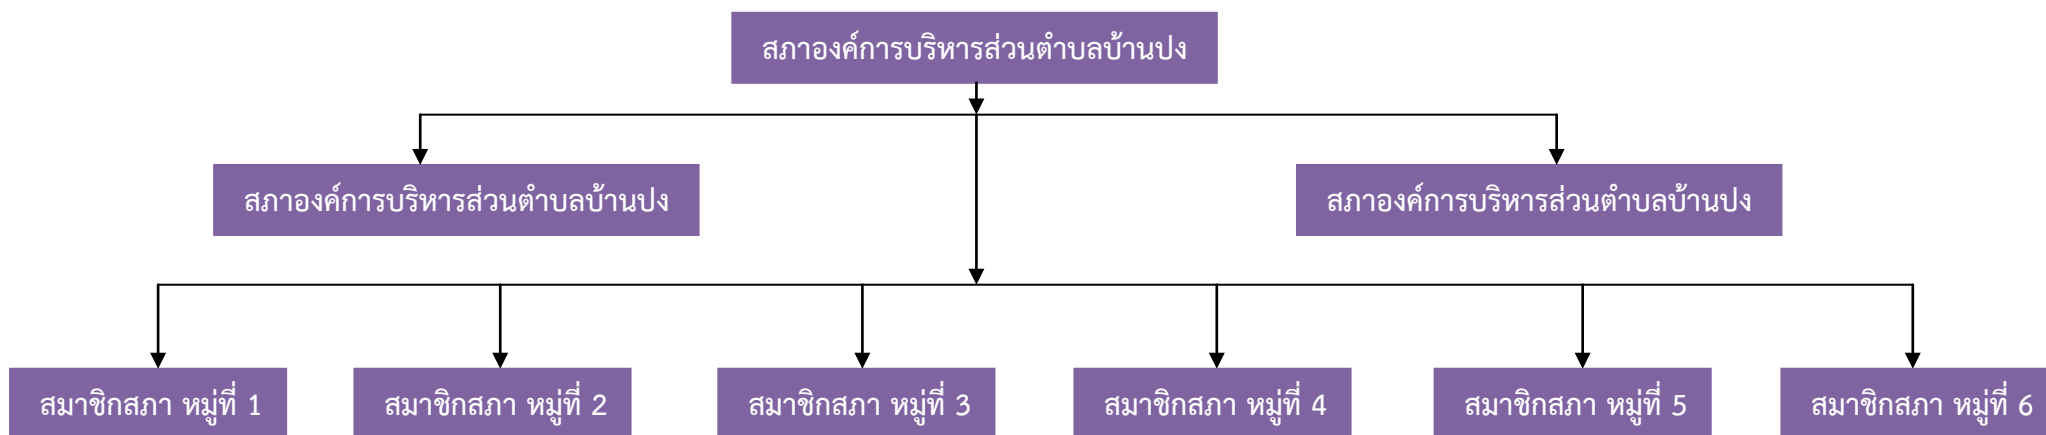 สภาองค์การบริหารส่วนตำบลบ้านปง
สภาองค์การบริหารส่วนตำบลบ้านปง
สภาองค์การบริหารส่วนตำบลบ้านปง
สมาชิกสภา หมู่ที่ 1
สมาชิกสภา หมู่ที่ 2
สมาชิกสภา หมู่ที่ 3
สมาชิกสภา หมู่ที่ 4
สมาชิกสภา หมู่ที่ 5
สมาชิกสภา หมู่ที่ 6